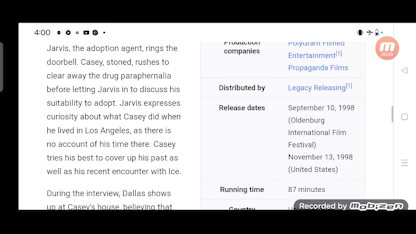 4:00
Jarvis, the adoption agent, rings the
doorbell. Casey, stoned, rushes to
clear away the drug paraphernalia
before letting Jarvis in to discuss his
suitability to adopt. Jarvis expresses
curiosity about what Casey did when
he lived in Los Angeles, as there is
no account of his time there. Casey
tries his best to cover up his past as
well as his recent encounter with Ice.
During the interview, Dallas shows
up at Casey's house, believing that
Production
companies
PolyGram Filmed
Entertainment[1]
Propaganda Films
Distributed by
Legacy Releasing[1]
Release dates
September 10, 1998
(Oldenburg
International Film
Festival)
November 13, 1998
(United States)
Running time
87 minutes
Country
Recorded by mobizen